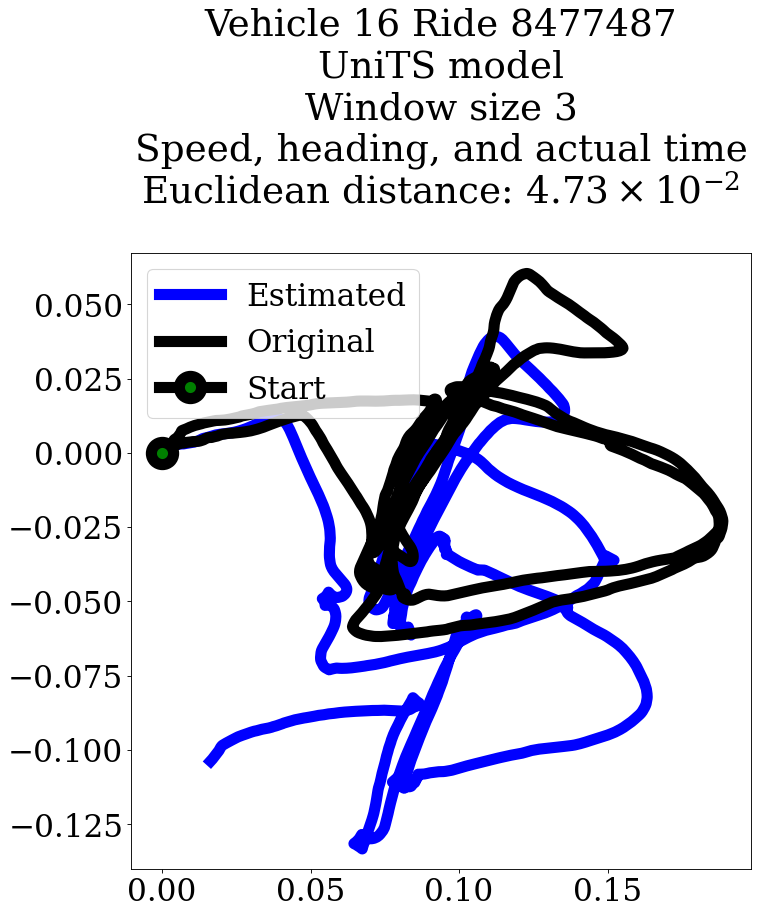 Vehicle 16 Ride 8477487
UniTS model
Window size 3
Speed, heading, and actual time
Euclidean distance: 4.73 × 10⁻²
Estimated
Original
Start
0.050
0.025
0.000
−0.025
−0.050
−0.075
−0.100
−0.125
0.00 0.05 0.10 0.15